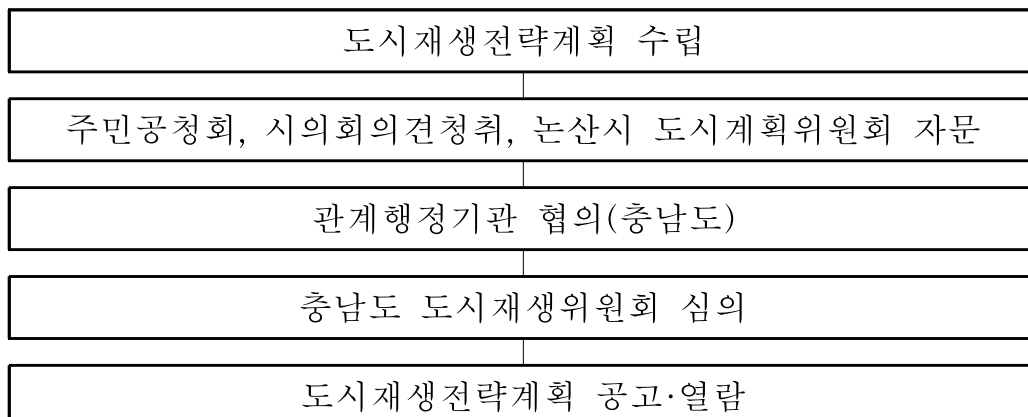 도시재생전략계획 수립
주민공청회, 시의회의견청취, 논산시 도시계획위원회 자문
관계행정기관 협의(충남도)
충남도 도시재생위원회 심의
도시재생전략계획 공고·열람